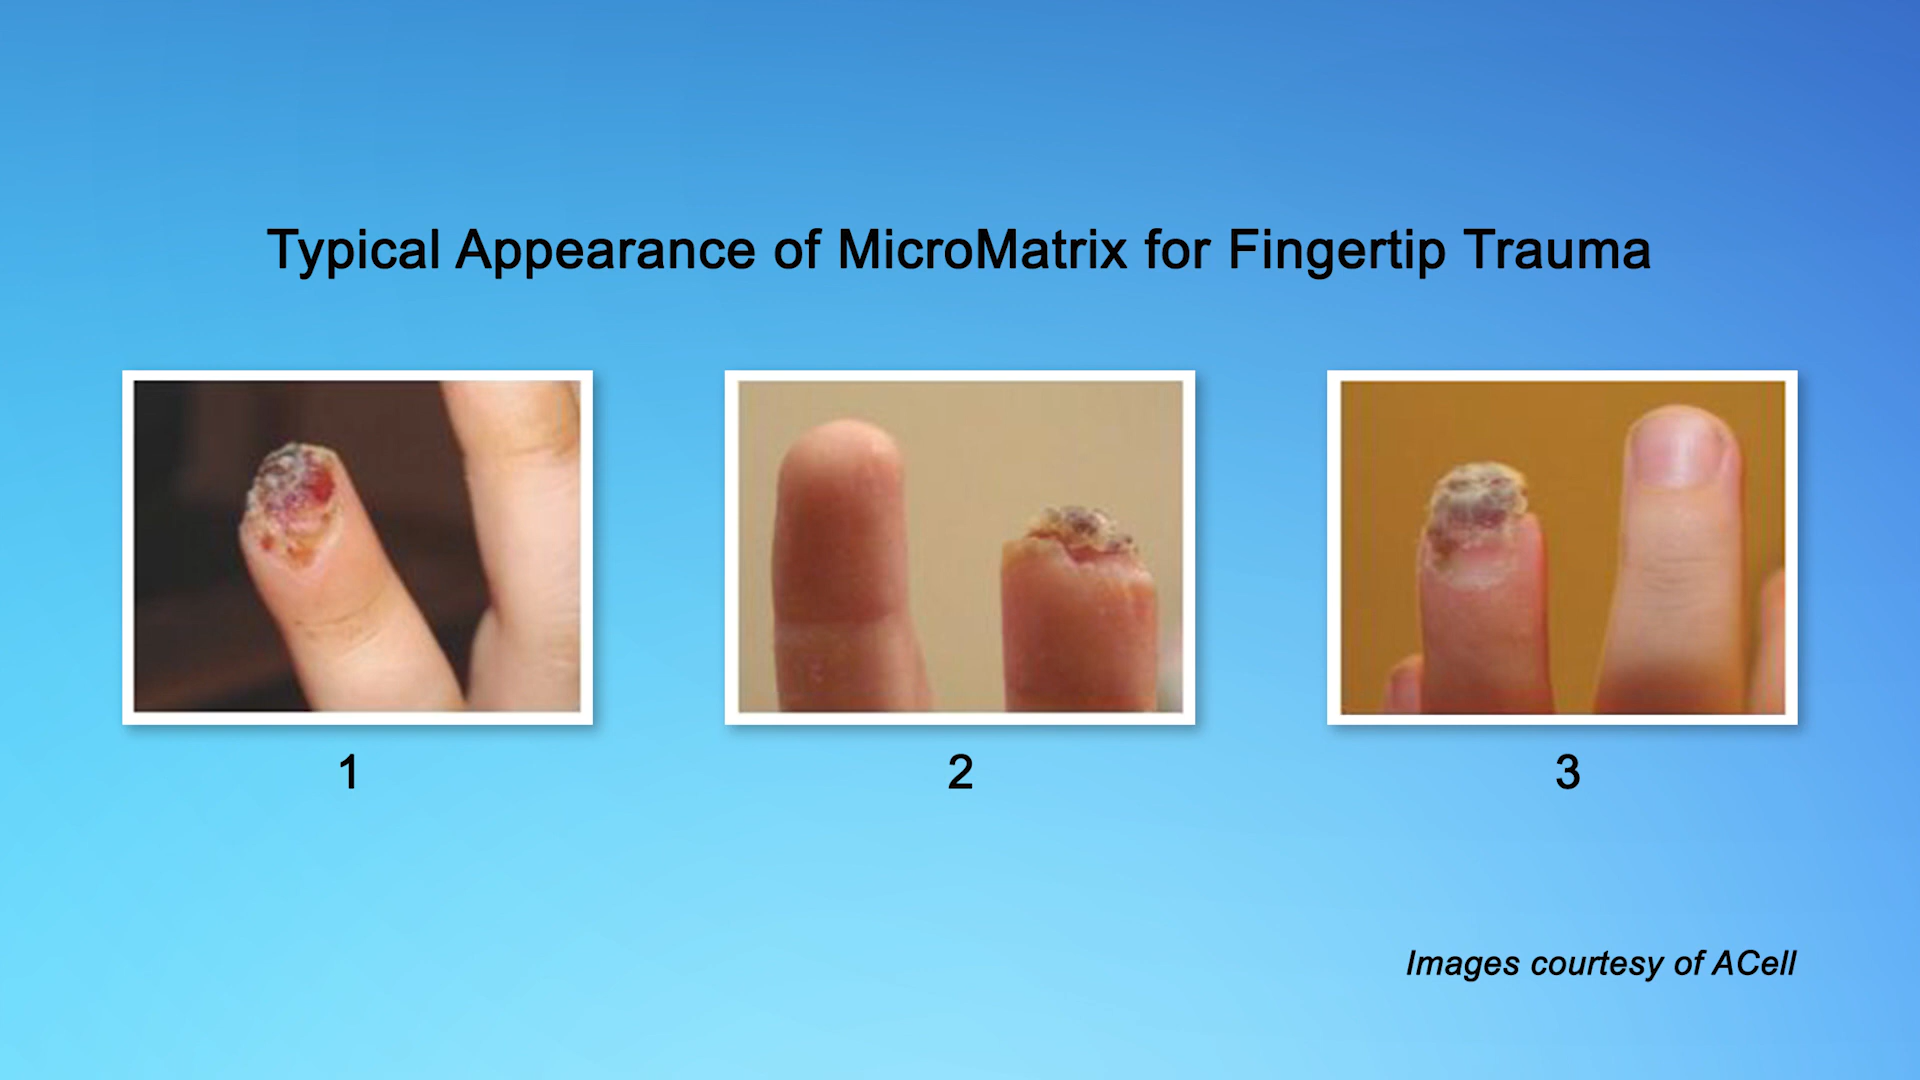 Typical Appearance of MicroMatrix for Fingertip Trauma
1
2
3
Images courtesy of ACell